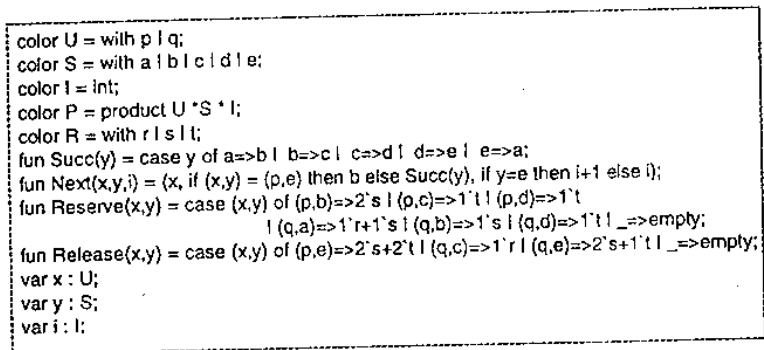 color U = with p | q;
color S = with a | b | c | d | e;
color I = int;
color P = product U * S * I;
color R = with r | s | t;
fun Succ(y) = case y of a=>b | b=>c | c=>d | d=>e | e=>a;
fun Next(x,y,i) = (x, if (x,y) = (p,e) then b else Succ(y), if y=e then i+1 else i);
fun Reserve(x,y) = case (x,y) of (p,b)=>2`s | (p,c)=>1`t | (p,d)=>1`t
| (q,a)=>1`r+1`s | (q,b)=>1`s | (q,d)=>1`t | _=>empty;
fun Release(x,y) = case (x,y) of (p,e)=>2`s+2`t | (q,c)=>1`r | (q,e)=>2`s+1`t | _=>empty;
var x : U;
var y : S;
var i : I;